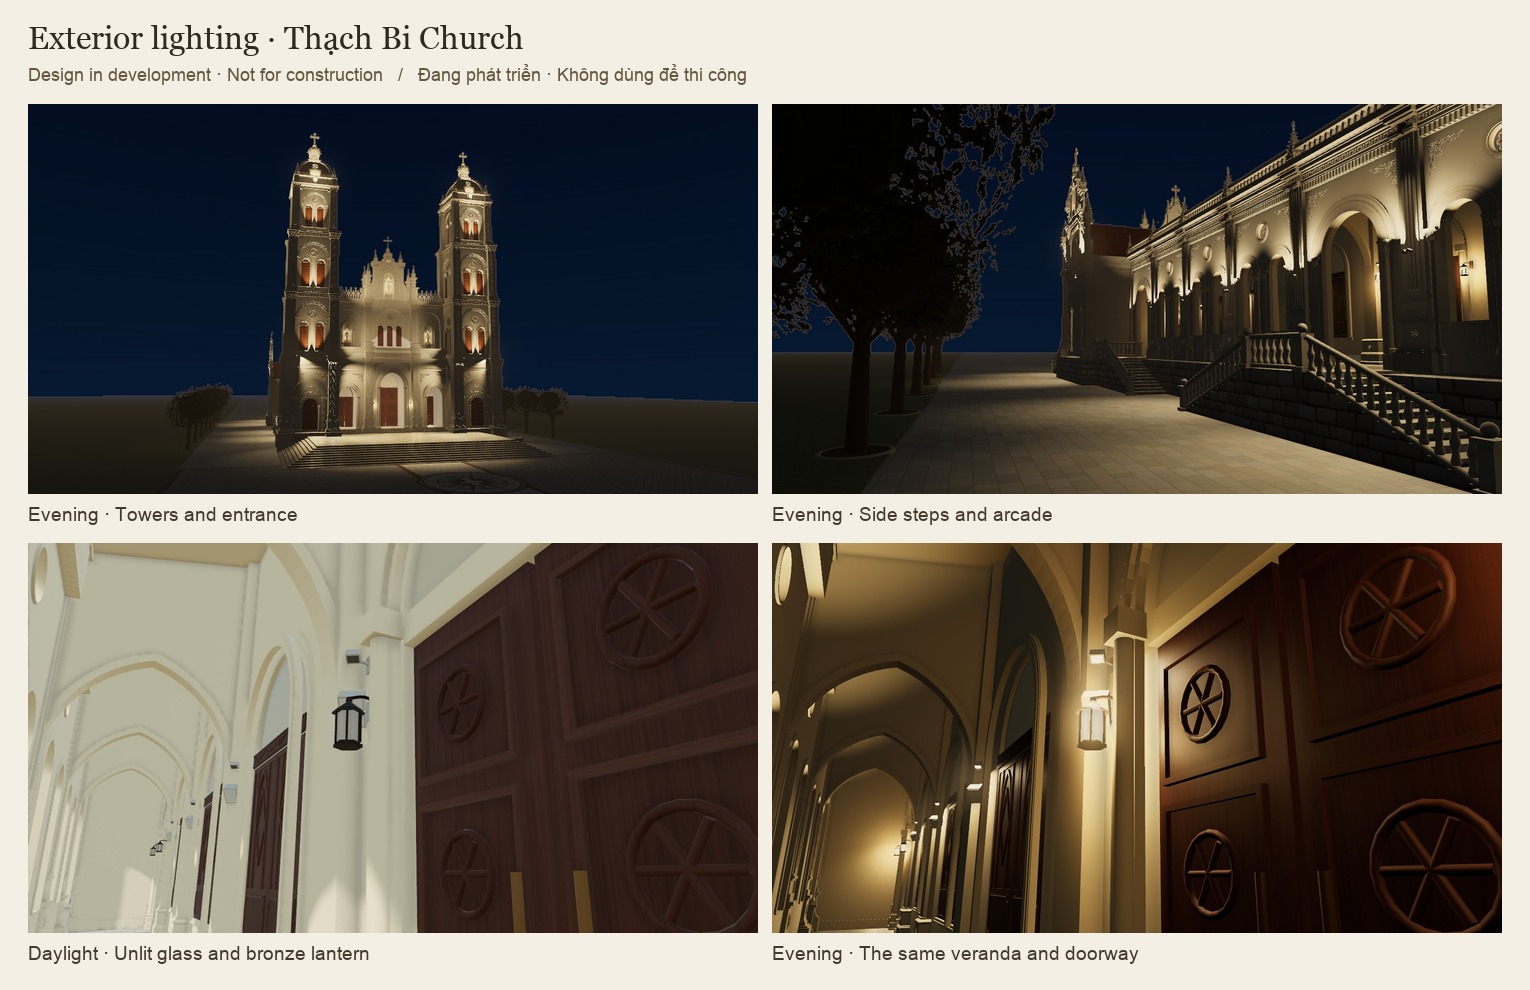 Exterior lighting · Thạch Bi Church
Design in development · Not for construction / Đang phát triển · Không dùng để thi công
Evening · Towers and entrance
Evening · Side steps and arcade
Daylight · Unlit glass and bronze lantern
Evening · The same veranda and doorway